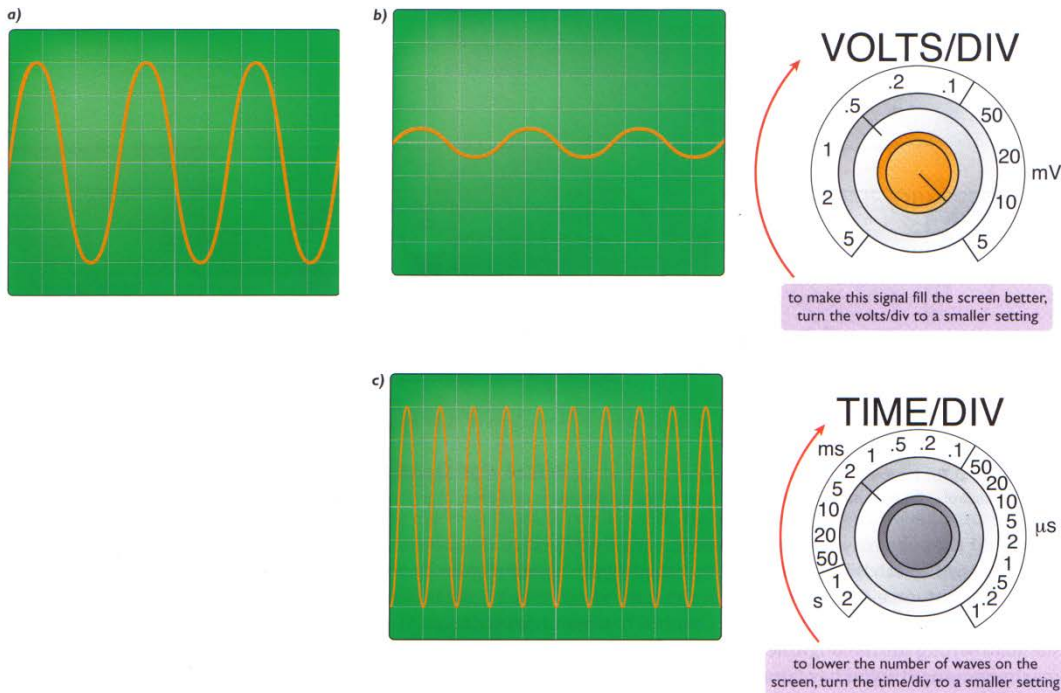 a)
b)
VOLTS/DIV
.5
.2
.1
50
1
20
mV
2
10
5
5
to make this signal fill the screen better,
turn the volts/div to a smaller setting
c)
TIME/DIV
ms
2
1
.5
.2
.1
50
5
20
10
10
5
20
2
μs
50
1
1
.5
s
2
.2
.1
to lower the number of waves on the
screen, turn the time/div to a smaller setting